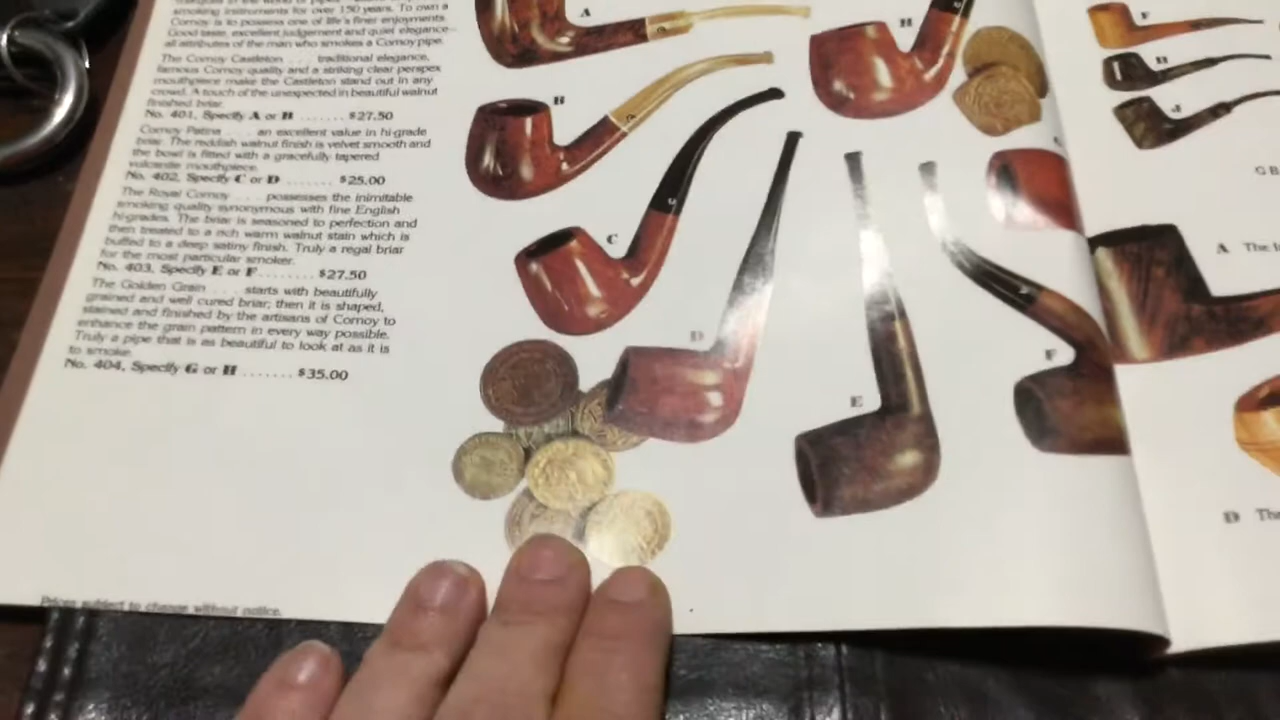 smoking instruments for over 150 years. To own a
Comoy is to possess one of life's finer enjoyments.
Good taste, excellent judgement and quiet elegance—
all attributes of the man who smokes a Comoy pipe.
The Comoy Castleton . . . traditional elegance,
famous Comoy quality and a striking clear perspex
mouthpiece make the Castleton stand out in any
crowd. A touch of the unexpected in beautiful walnut
finished briar.
No. 401, Specify A or B ....... $27.50
Comoy Patina . . . an excellent value in hi-grade
briar. The reddish walnut finish is velvet smooth and
the bowl is fitted with a gracefully tapered
vulcanite mouthpiece.
No. 402, Specify C or D ....... $25.00
The Royal Comoy . . . possesses the inimitable
smoking quality synonymous with fine English
hi-grades. The briar is seasoned to perfection and
then treated to a rich warm walnut stain which is
buffed to a deep satiny finish. Truly a regal briar
for the most particular smoker.
No. 403, Specify E or F........ $27.50
The Golden Grain . . . starts with beautifully
grained and well cured briar; then it is shaped,
stained and finished by the artisans of Comoy to
enhance the grain pattern in every way possible.
Truly a pipe that is as beautiful to look at as it is
to smoke.
No. 404, Specify G or H ....... $35.00
Prices subject to change without notice.
A
B
C
D
E
F
H
F
H
J
G B
A The
D The